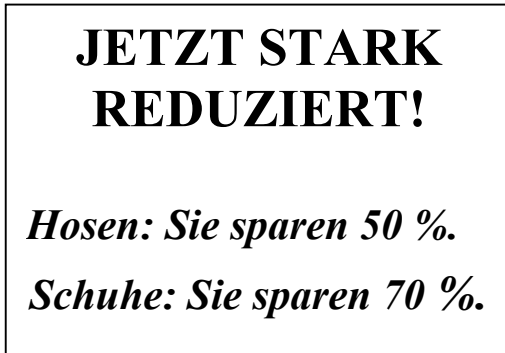 JETZT STARK
REDUZIERT!
Hosen: Sie sparen 50 %.
Schuhe: Sie sparen 70 %.